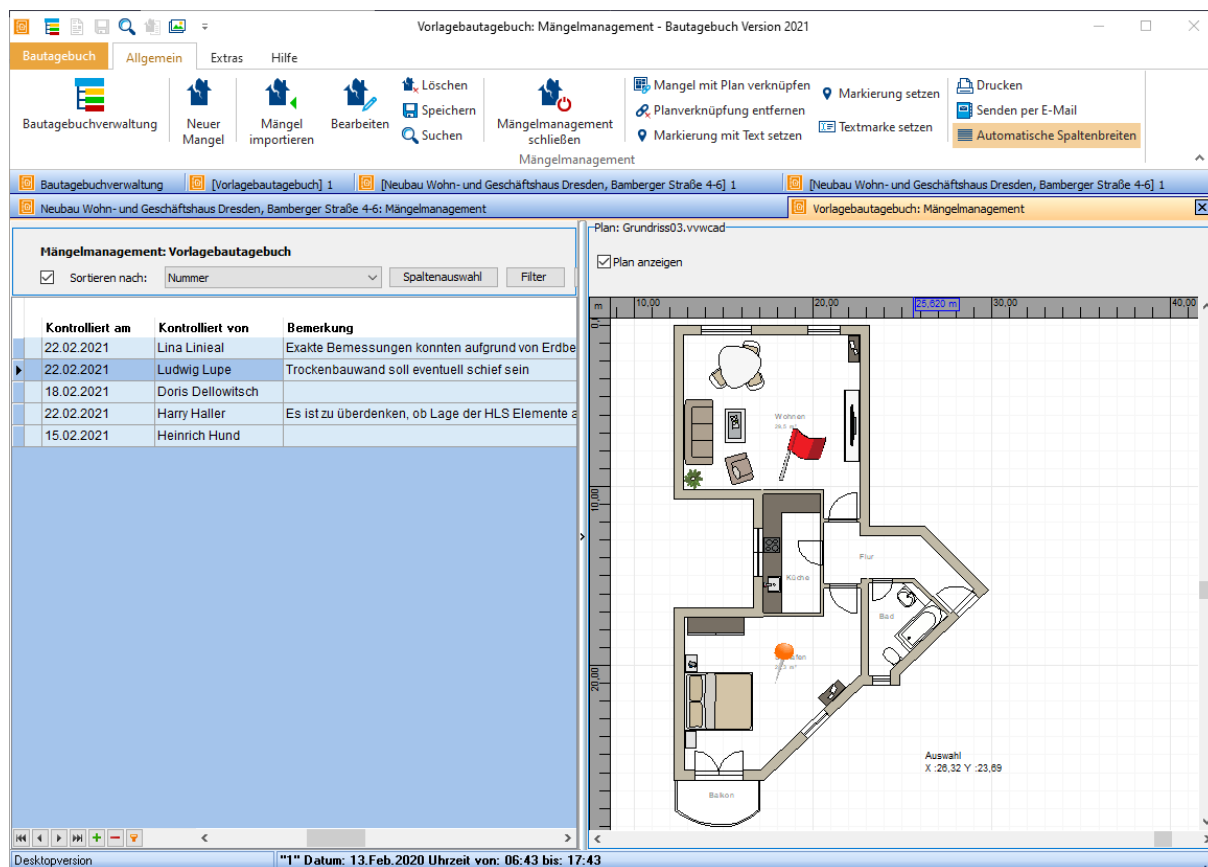 Vorlagebautagebuch: Mängelmanagement - Bautagebuch Version 2021
Bautagebuch Allgemein Extras Hilfe
Bautagebuchverwaltung
Neuer Mangel
Mängel importieren
Bearbeiten
Löschen
Speichern
Suchen
Mängelmanagement schließen
Mangel mit Plan verknüpfen
Planverknüpfung entfernen
Markierung mit Text setzen
Markierung setzen
Textmarke setzen
Drucken
Senden per E-Mail
Automatische Spaltenbreiten
Mängelmanagement
Bautagebuchverwaltung [Vorlagebautagebuch] 1 [Neubau Wohn- und Geschäftshaus Dresden, Bamberger Straße 4-6] 1 [Neubau Wohn- und Geschäftshaus Dresden, Bamberger Straße 4-6] 1
Neubau Wohn- und Geschäftshaus Dresden, Bamberger Straße 4-6: Mängelmanagement Vorlagebautagebuch: Mängelmanagement
Mängelmanagement: Vorlagebautagebuch
Sortieren nach: Nummer Spaltenauswahl Filter
Kontrolliert am Kontrolliert von Bemerkung
22.02.2021 Lina Linieal Exakte Bemessungen konnten aufgrund von Erdbe
22.02.2021 Ludwig Lupe Trockenbauwand soll eventuell schief sein
18.02.2021 Doris Dellowitsch
22.02.2021 Harry Haller Es ist zu überdenken, ob Lage der HLS Elemente a
15.02.2021 Heinrich Hund
Plan: Grundriss03.vvwcad
Plan anzeigen
m 10,00 20,00 25,620 m 30,00 40,00
10,00
20,00
Wohnen
Flur
Küche
Bad
Auswahl
X :26,32 Y :23,69
Balkon
Desktopversion "1" Datum: 13.Feb.2020 Uhrzeit von: 06:43 bis: 17:43